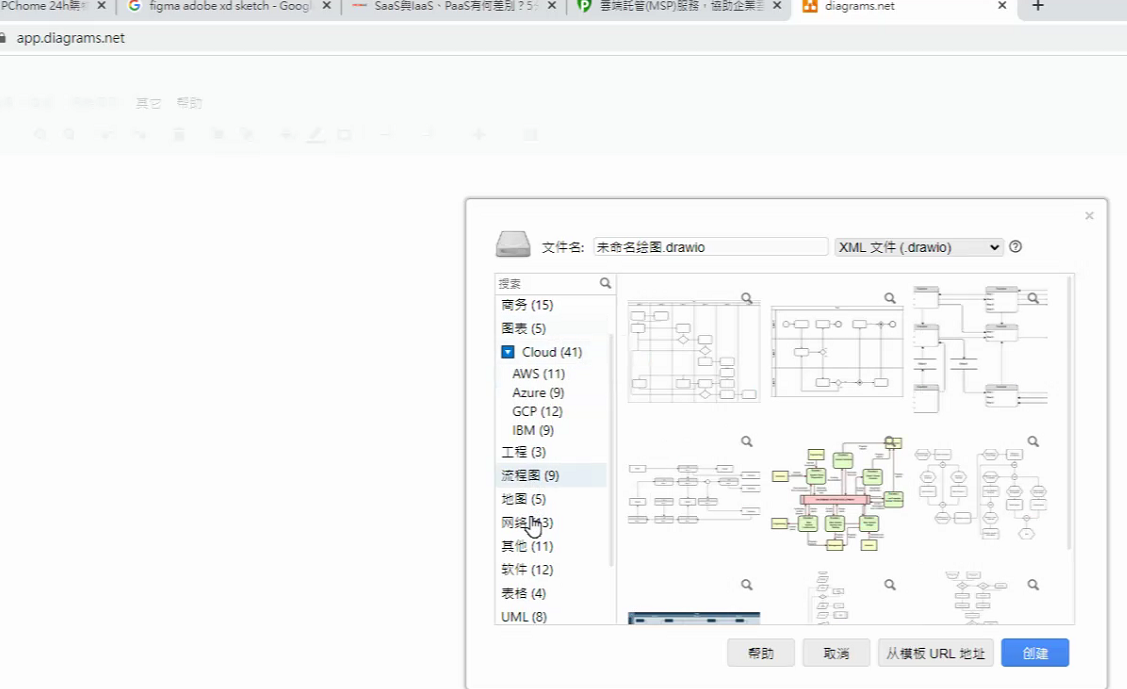 PChome 24h購
figma adobe xd sketch - Googl
SaaS與IaaS、PaaS有何差別？5
雲端託管(MSP)服務，協助企業
diagrams.net
app.diagrams.net
其它 帮助
文件名: 未命名绘图.drawio XML 文件 (.drawio)
搜索
商务 (15)
图表 (5)
Cloud (41)
AWS (11)
Azure (9)
GCP (12)
IBM (9)
工程 (3)
流程图 (9)
地图 (5)
网络 (13)
其他 (11)
软件 (12)
表格 (4)
UML (8)
帮助 取消 从模板 URL 地址 创建